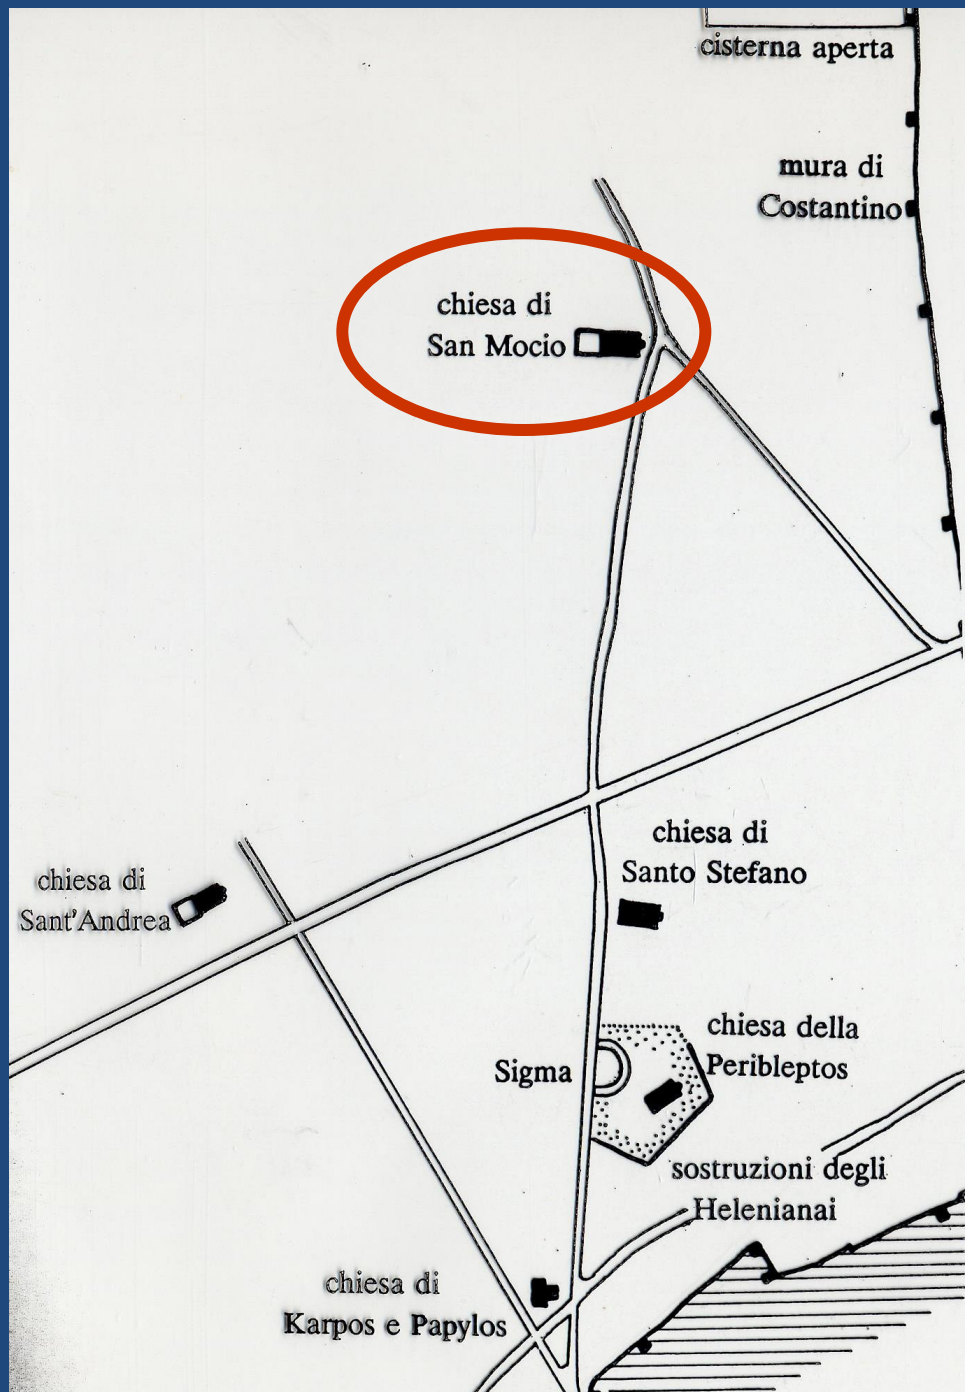 cisterna aperta
mura di
Costantino
chiesa di
San Mocio
chiesa di
Santo Stefano
chiesa di
Sant'Andrea
chiesa della
Peribleptos
?
Sigma
sostruzioni degli
Helenianai
chiesa di
Karpos e Papylos